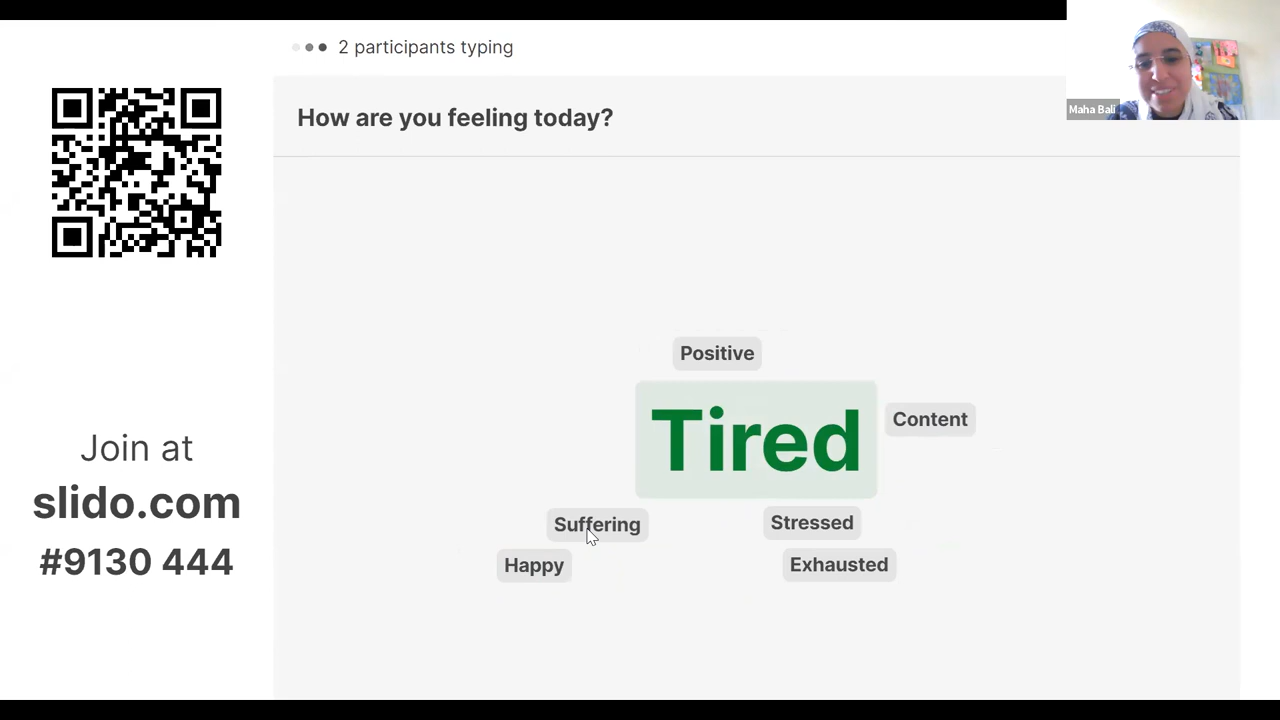 2 participants typing
Maha Bali
How are you feeling today?
Positive
Tired
Content
Suffering
Stressed
Happy
Exhausted
Join at
slido.com
#9130 444